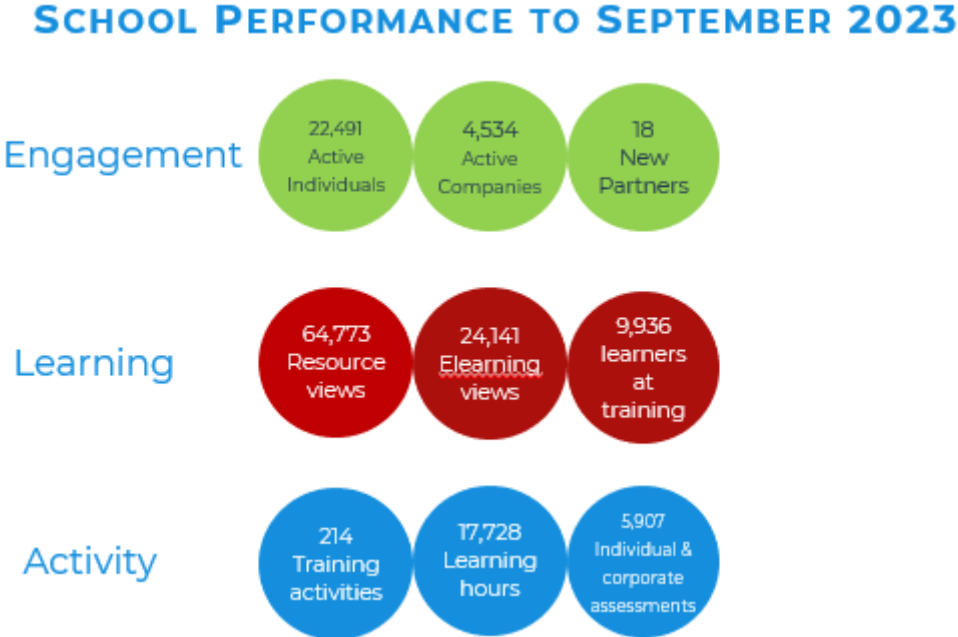 SCHOOL PERFORMANCE TO SEPTEMBER 2023
Engagement
22,491
Active
Individuals
4,534
Active
Companies
18
New
Partners
Learning
64,773
Resource
views
24,141
Elearning
views
9,936
learners
at
training
Activity
214
Training
activities
17,728
Learning
hours
5,907
Individual &
corporate
assessments